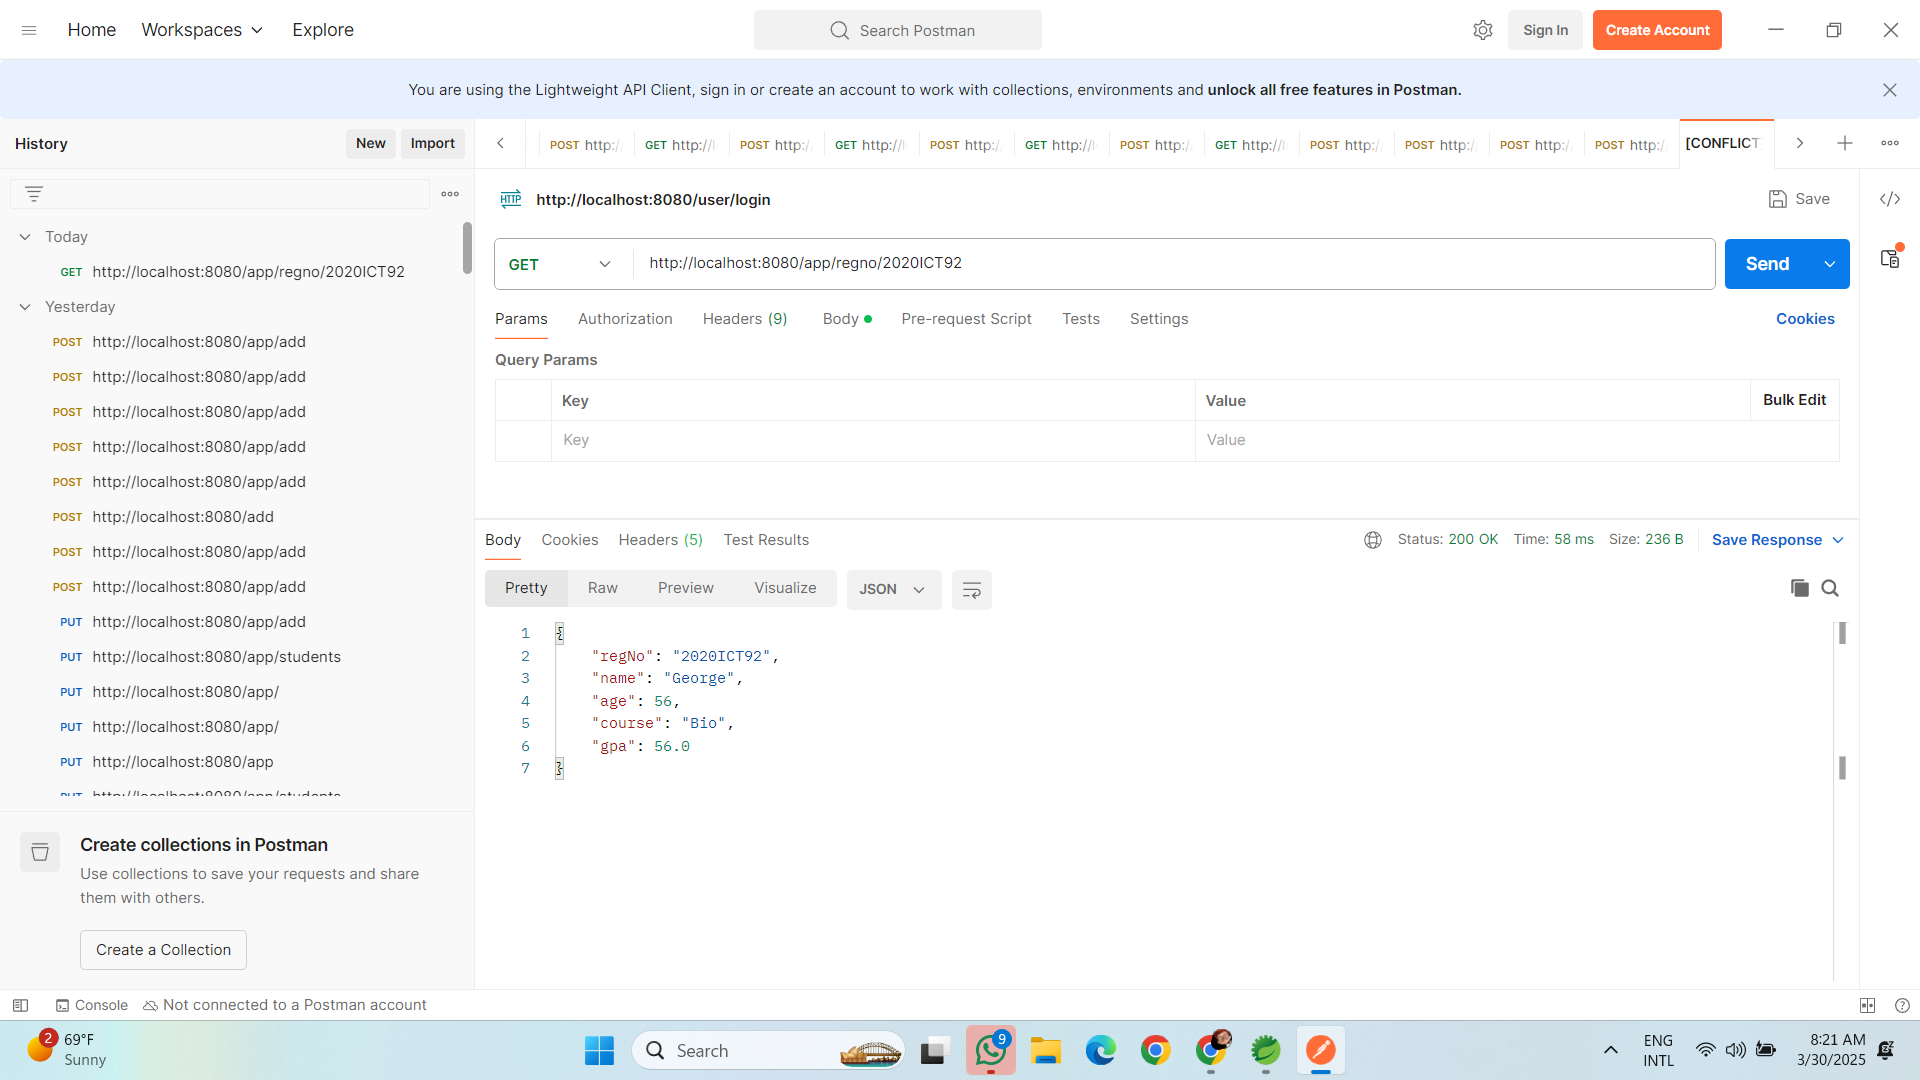 Home
Workspaces
Explore
Search Postman
Sign In
Create Account
You are using the Lightweight API Client, sign in or create an account to work with collections, environments and unlock all free features in Postman.
History
New
Import
POST http:/
GET http://l
POST http:/
GET http://l
POST http:/
GET http://l
POST http:/
GET http://l
POST http:/
POST http:/
POST http:/
POST http:/
[CONFLICT
HTTP
http://localhost:8080/user/login
Save
Today
GET http://localhost:8080/app/regno/2020ICT92
Yesterday
POST http://localhost:8080/app/add
POST http://localhost:8080/app/add
POST http://localhost:8080/app/add
POST http://localhost:8080/app/add
POST http://localhost:8080/app/add
POST http://localhost:8080/add
POST http://localhost:8080/app/add
POST http://localhost:8080/app/add
PUT http://localhost:8080/app/add
PUT http://localhost:8080/app/students
PUT http://localhost:8080/app/
PUT http://localhost:8080/app/
PUT http://localhost:8080/app
PUT http://localhost:8080/app/students
Create collections in Postman
Use collections to save your requests and share
them with others.
Create a Collection
GET
http://localhost:8080/app/regno/2020ICT92
Send
Params
Authorization
Headers (9)
Body
Pre-request Script
Tests
Settings
Cookies
Query Params
Key
Value
Bulk Edit
Key
Value
Body
Cookies
Headers (5)
Test Results
Status: 200 OK
Time: 58 ms
Size: 236 B
Save Response
Pretty
Raw
Preview
Visualize
JSON
1 {
2 "regNo": "2020ICT92",
3 "name": "George",
4 "age": 56,
5 "course": "Bio",
6 "gpa": 56.0
7 }
Console
Not connected to a Postman account
2
69°F
Sunny
Search
9
ENG
INTL
8:21 AM
3/30/2025